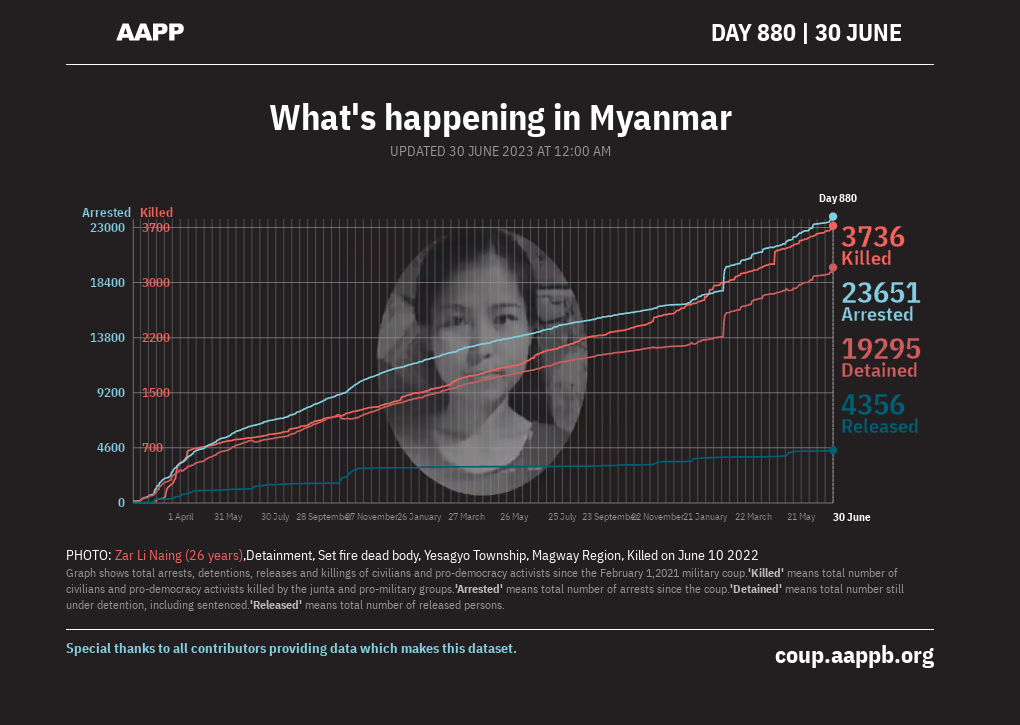 AAPP
DAY 880 | 30 JUNE
What's happening in Myanmar
UPDATED 30 JUNE 2023 AT 12:00 AM
Day 880
Arrested Killed
23000 3700
18400 3000
13800 2200
9200 1500
4600 700
0
3736
Killed
23651
Arrested
19295
Detained
4356
Released
1 April 31 May 30 July 28 September 27 November 26 January 27 March 26 May 25 July 23 September 22 November 21 January 22 March 21 May 30 June
PHOTO: Zar Li Naing (26 years),Detainment, Set fire dead body, Yesagyo Township, Magway Region, Killed on June 10 2022
Graph shows total arrests, detentions, releases and killings of civilians and pro-democracy activists since the February 1,2021 military coup.'Killed' means total number of
civilians and pro-democracy activists killed by the junta and pro-military groups.'Arrested' means total number of arrests since the coup.'Detained' means total number still
under detention, including sentenced.'Released' means total number of released persons.
Special thanks to all contributors providing data which makes this dataset.
coup.aappb.org